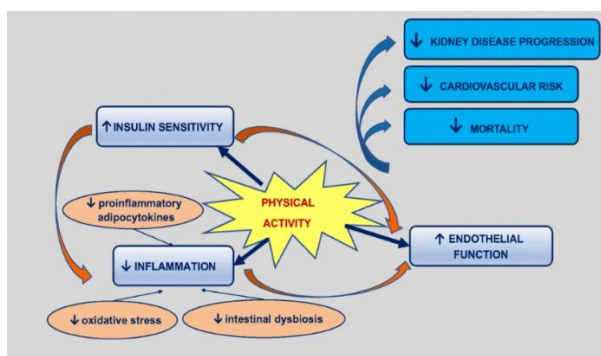 ↓ KIDNEY DISEASE PROGRESSION
↓ CARDIOVASCULAR RISK
↓ MORTALITY
↑ INSULIN SENSITIVITY
↓ proinflammatory
adipocytokines
PHYSICAL
ACTIVITY
↑ ENDOTHELIAL
FUNCTION
↓ INFLAMMATION
↓ oxidative stress
↓ intestinal dysbiosis